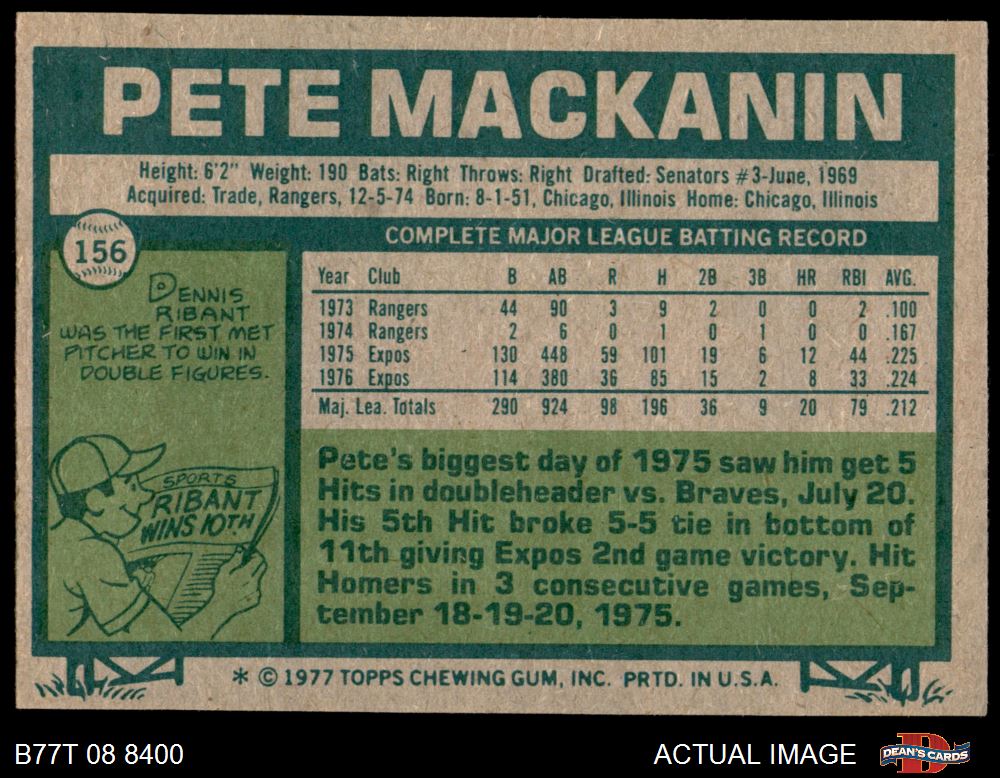 PETE MACKANIN
Height: 6'2" Weight: 190 Bats: Right Throws: Right Drafted: Senators #3-June, 1969
Acquired: Trade, Rangers, 12-5-74 Born: 8-1-51, Chicago, Illinois Home: Chicago, Illinois
156
DENNIS
RIBANT
WAS THE FIRST MET
PITCHER TO WIN IN
DOUBLE FIGURES.
SPORTS
RIBANT
WINS 10TH
COMPLETE MAJOR LEAGUE BATTING RECORD
Year Club B AB R H 2B 3B HR RBI AVG.
1973 Rangers 44 90 3 9 2 0 0 2 .100
1974 Rangers 2 6 0 1 0 1 0 0 .167
1975 Expos 130 448 59 101 19 6 12 44 .225
1976 Expos 114 380 36 85 15 2 8 33 .224
Maj. Lea. Totals 290 924 98 196 36 9 20 79 .212
Pete's biggest day of 1975 saw him get 5
Hits in doubleheader vs. Braves, July 20.
His 5th Hit broke 5-5 tie in bottom of
11th giving Expos 2nd game victory. Hit
Homers in 3 consecutive games, Sep-
tember 18-19-20, 1975.
* © 1977 TOPPS CHEWING GUM, INC. PRTD. IN U.S.A.
B77T 08 8400
ACTUAL IMAGE
DEAN'S CARDS